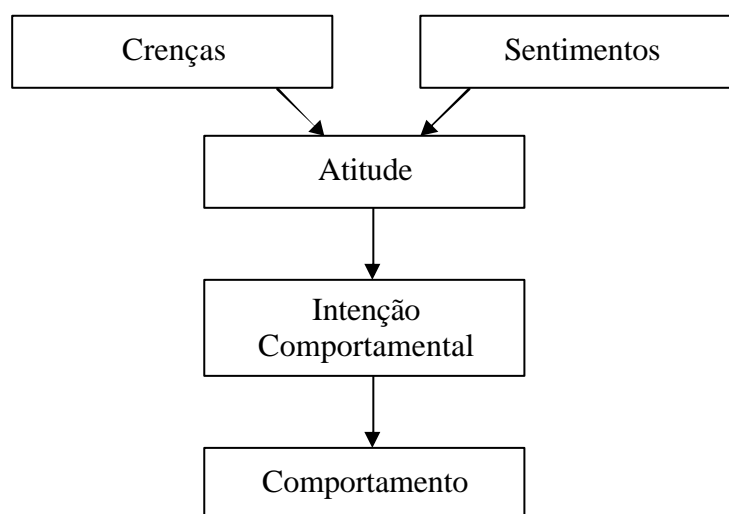 Crenças
Sentimentos
Atitude
Intenção
Comportamental
Comportamento